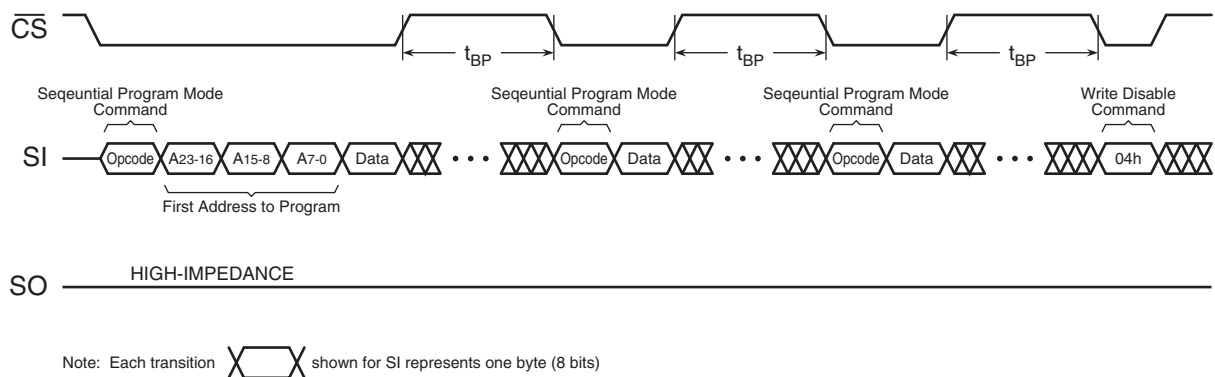 CS
tBP tBP tBP
Seqeuntial Program Mode Command Seqeuntial Program Mode Command Seqeuntial Program Mode Command Write Disable Command
SI Opcode A23-16 A15-8 A7-0 Data • • • Opcode Data • • • Opcode Data • • • 04h
First Address to Program
HIGH-IMPEDANCE
SO
Note: Each transition shown for SI represents one byte (8 bits)